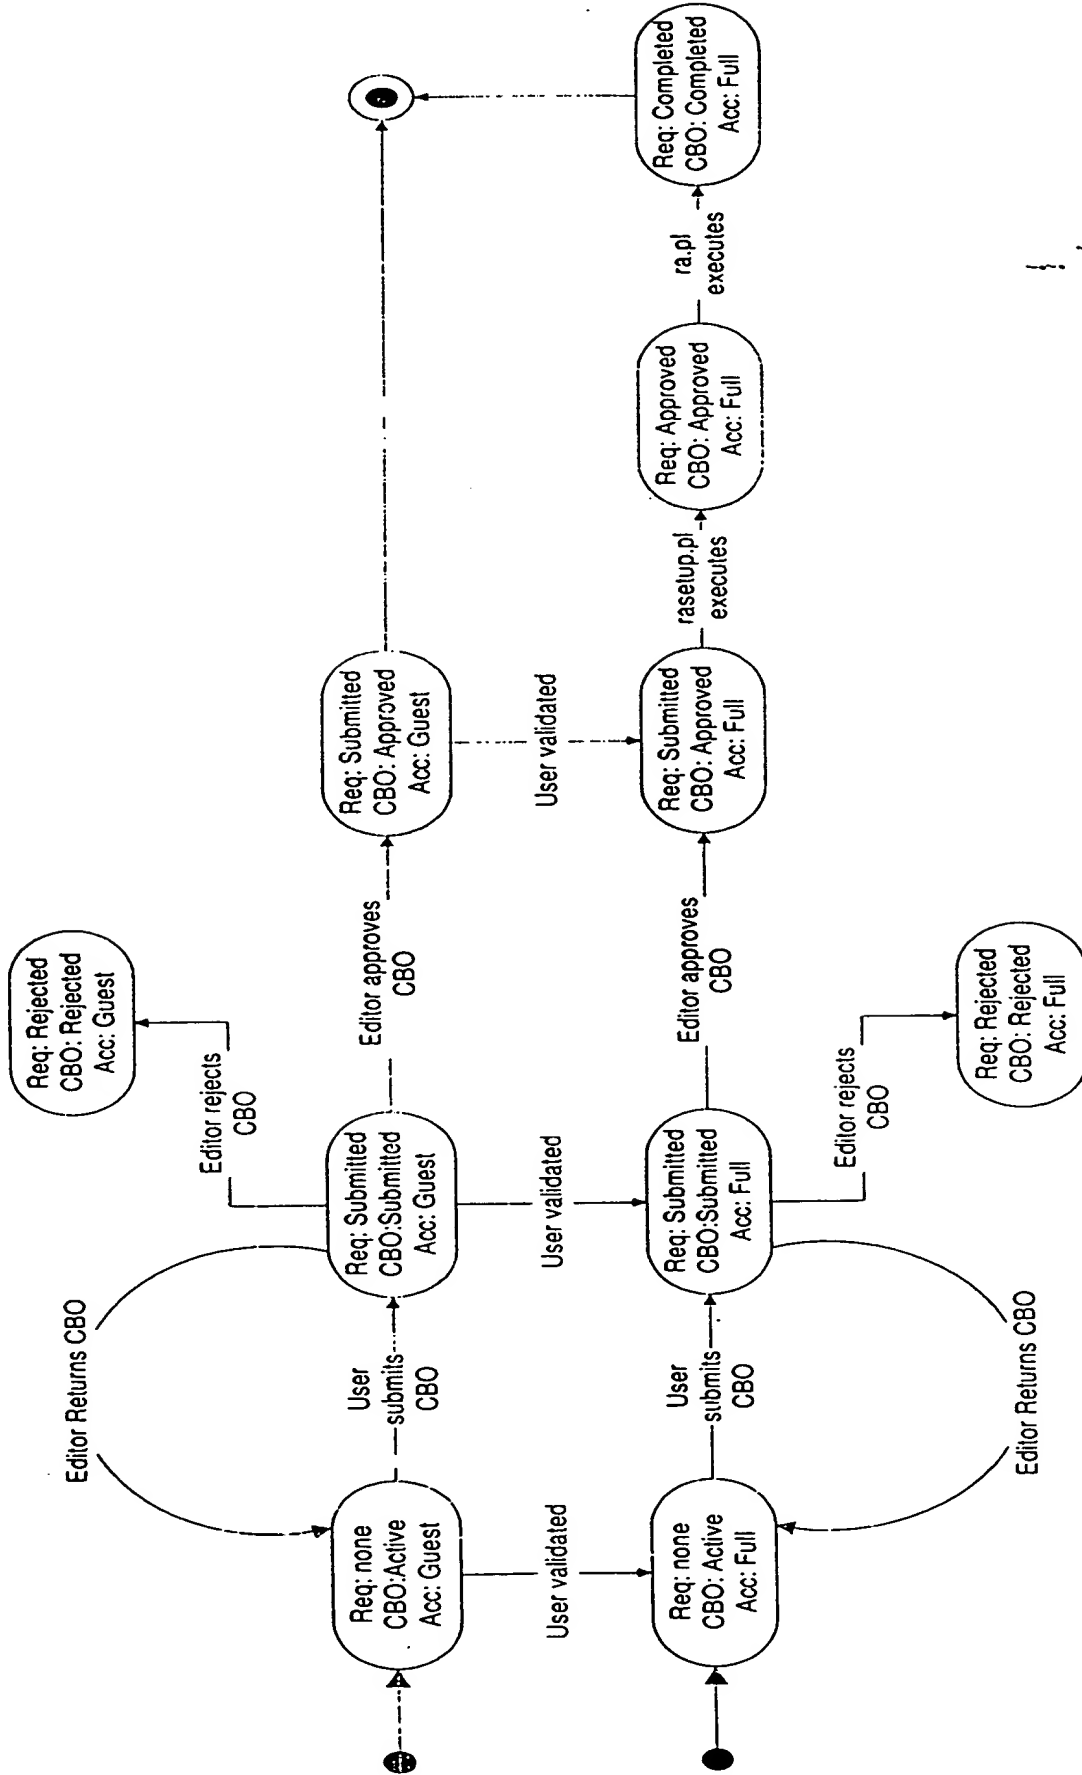 Editor Returns CBO
Req: Rejected
CBO: Rejected
Acc: Guest
Editor rejects
CBO
Req: none
CBO:Active
Acc: Guest
User
submits
CBO
Req: Submitted
CBO:Submitted
Acc: Guest
Editor approves
CBO
Req: Submitted
CBO: Approved
Acc: Guest
User validated
User validated
User validated
Req: none
CBO: Active
Acc: Full
User
submits
CBO
Req: Submitted
CBO:Submitted
Acc: Full
Editor approves
CBO
Req: Submitted
CBO: Approved
Acc: Full
rasetup.pl
executes
Req: Approved
CBO: Approved
Acc: Full
ra.pl
executes
Req: Completed
CBO: Completed
Acc: Full
Editor rejects
CBO
Editor Returns CBO
Req: Rejected
CBO: Rejected
Acc: Full